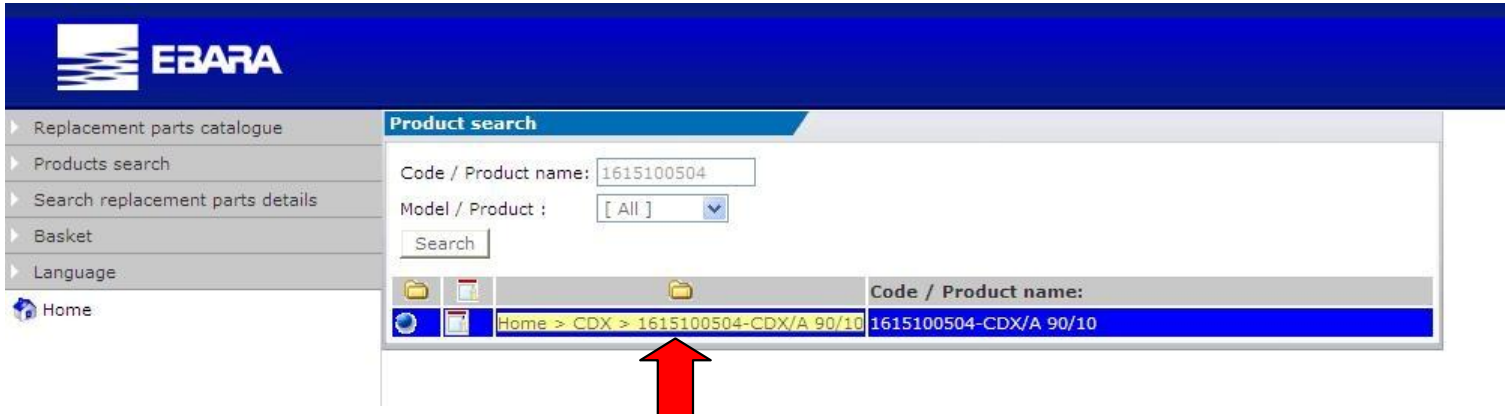 EBARA
Replacement parts catalogue
Products search
Search replacement parts details
Basket
Language
Home
Product search
Code / Product name: 1615100504
Model / Product : [ All ]
Search
Code / Product name:
Home > CDX > 1615100504-CDX/A 90/10 1615100504-CDX/A 90/10